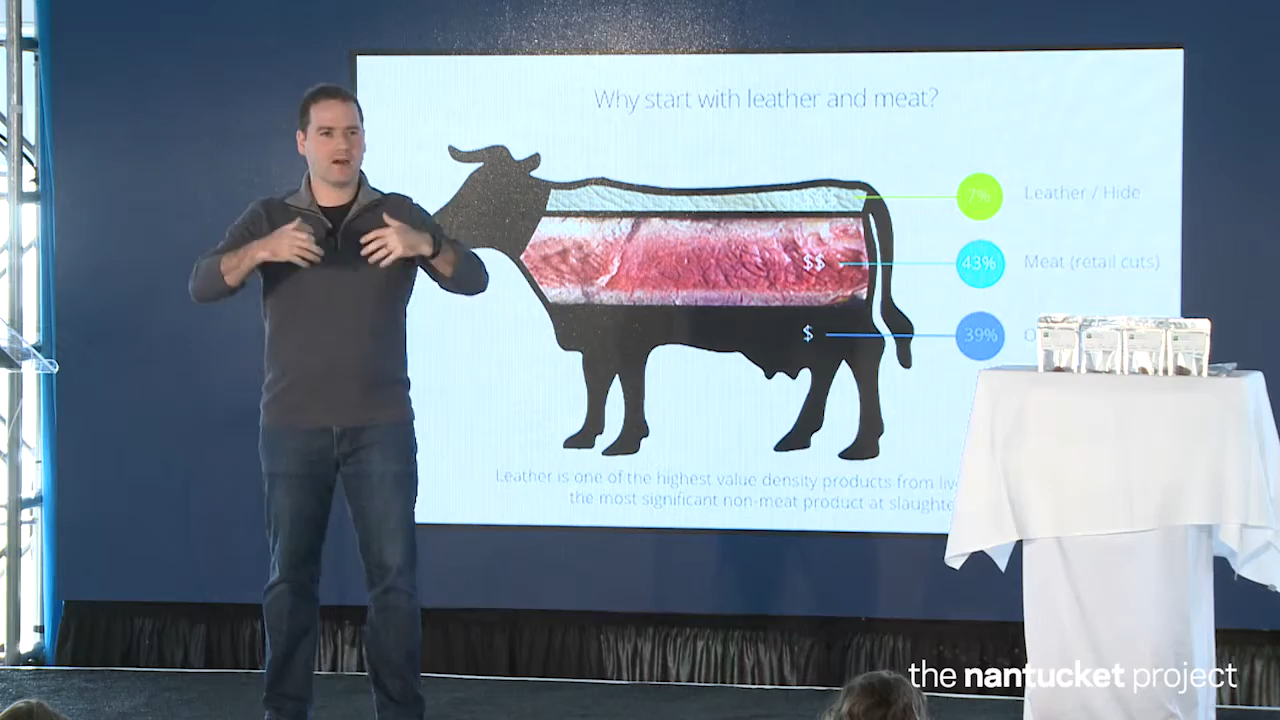 Why start with leather and meat?
7% Leather / Hide
$$ 43% Meat (retail cuts)
$ 39%
Leather is one of the highest value density products from
the most significant non-meat product at
the nantucket project